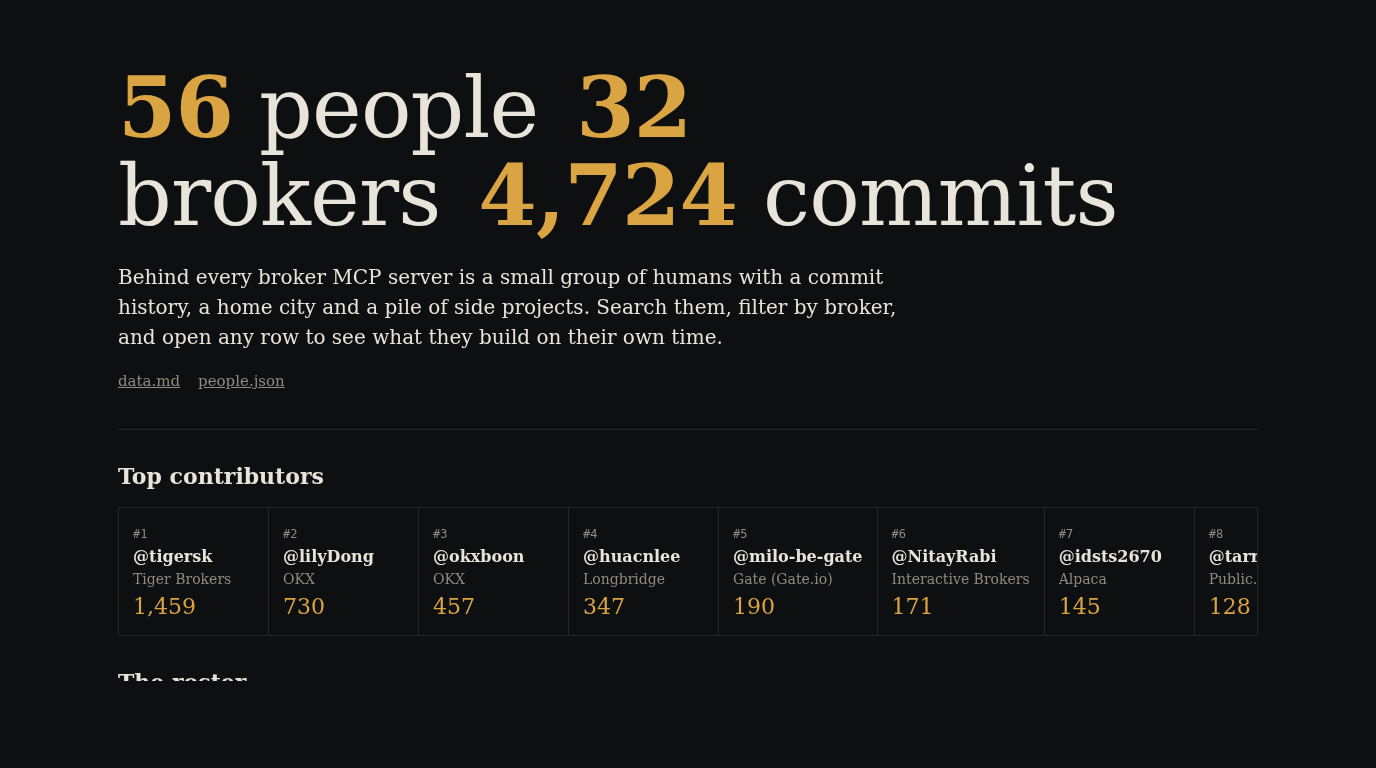 56 people 32
brokers 4,724 commits
Behind every broker MCP server is a small group of humans with a commit
history, a home city and a pile of side projects. Search them, filter by broker,
and open any row to see what they build on their own time.
data.md people.json
Top contributors
#1
@tigersk
Tiger Brokers
1,459
#2
@lilyDong
OKX
730
#3
@okxboon
OKX
457
#4
@huacnlee
Longbridge
347
#5
@milo-be-gate
Gate (Gate.io)
190
#6
@NitayRabi
Interactive Brokers
171
#7
@idsts2670
Alpaca
145
#8
Public.
128
The roster